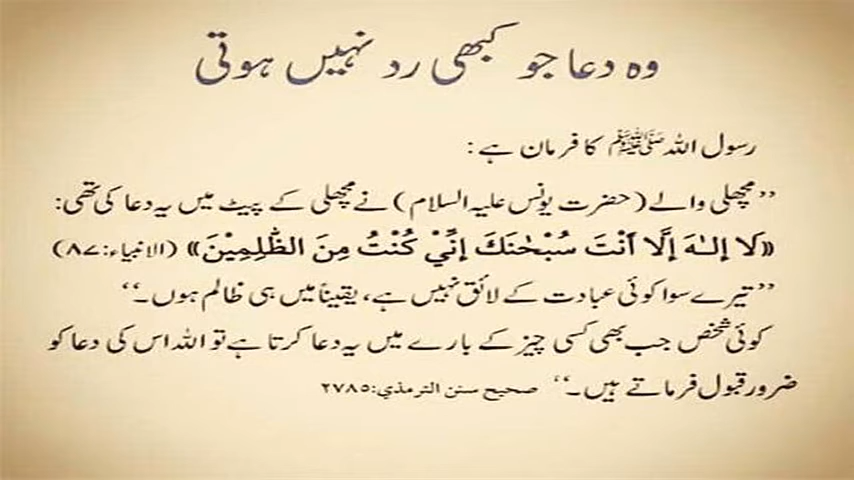 وہ دعا جو کبھی رد نہیں ہوتی
رسول اللہ ﷺ کا فرمان ہے:
’’مچھلی والے (حضرت یونس علیہ السلام) نے مچھلی کے پیٹ میں یہ دعا کی تھی:
«لَا إِلٰهَ إِلَّا أَنْتَ سُبْحٰنَكَ إِنِّيْ كُنْتُ مِنَ الظّٰلِمِيْنَ» (الانبیاء:۸۷)
’’تیرے سوا کوئی عبادت کے لائق نہیں ہے، یقیناً میں ہی ظالم ہوں۔‘‘
کوئی شخص جب بھی کسی چیز کے بارے میں یہ دعا کرتا ہے تو اللہ اس کی دعا کو
ضرور قبول فرماتے ہیں۔‘‘ صحيح سنن الترمذي:۲۷۸۵